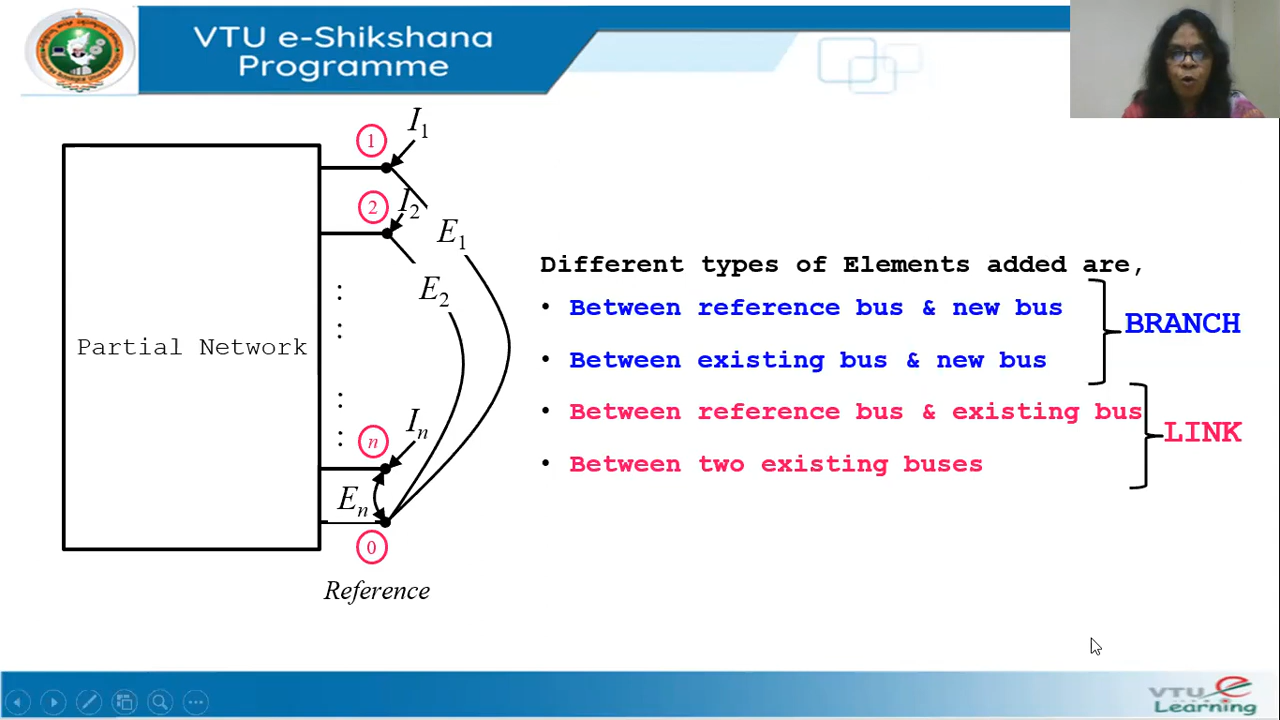 VTU e-Shikshana
Programme
1
I1
2
I2
E1
E2
:
:
Partial Network
:
:
n
In
En
0
Reference
Different types of Elements added are,
• Between reference bus & new bus
• Between existing bus & new bus
BRANCH
• Between reference bus & existing bus
• Between two existing buses
LINK
VTU
Learning